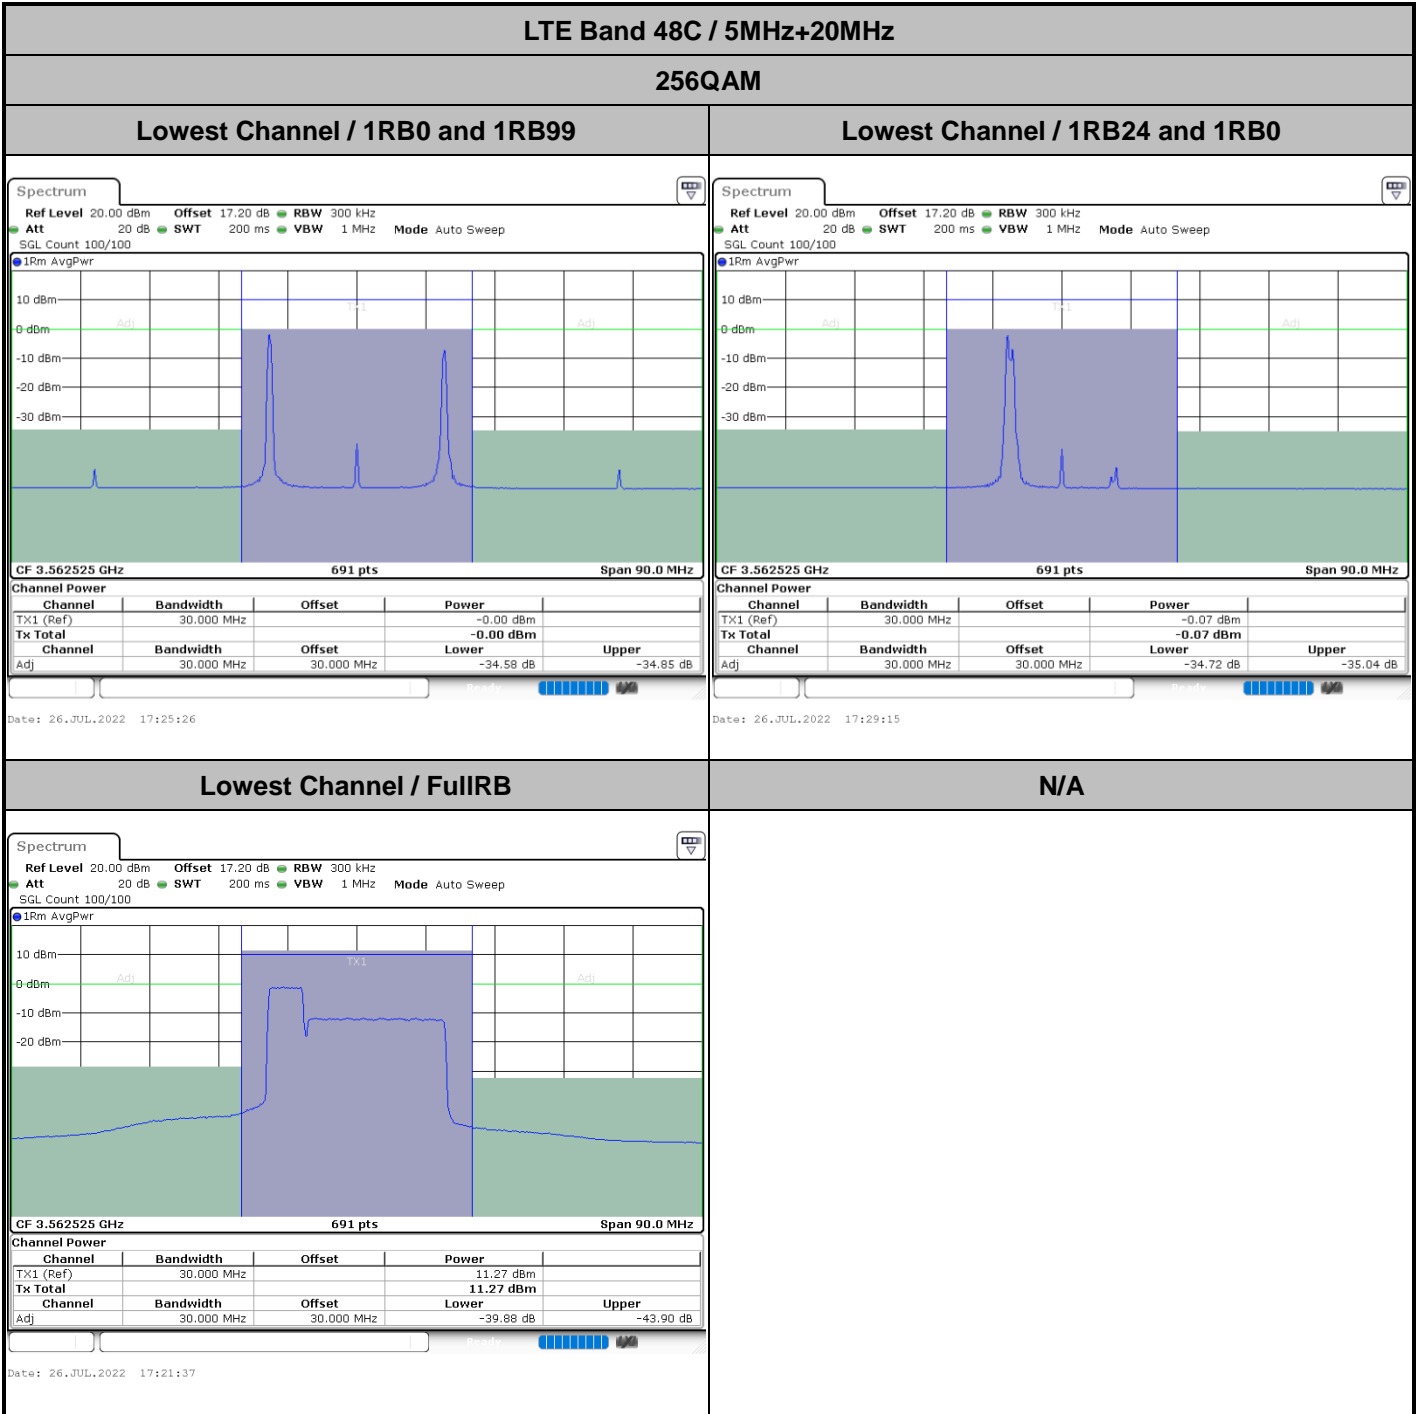 LTE Band 48C / 5MHz+20MHz
256QAM
Lowest Channel / 1RB0 and 1RB99
Spectrum
Ref Level 20.00 dBm Offset 17.20 dB RBW 300 kHz
Att 20 dB SWT 200 ms VBW 1 MHz Mode Auto Sweep
SGL Count 100/100
1Rm AvgPwr
10 dBm
TX1
Adj
Adj
0 dBm
-10 dBm
-20 dBm
-30 dBm
CF 3.562525 GHz 691 pts Span 90.0 MHz
Channel Power
Channel Bandwidth Offset Power
TX1 (Ref) 30.000 MHz -0.00 dBm
Tx Total -0.00 dBm
Channel Bandwidth Offset Lower Upper
Adj 30.000 MHz 30.000 MHz -34.58 dB -34.85 dB
Ready
Date: 26.JUL.2022 17:25:26
Lowest Channel / 1RB24 and 1RB0
Spectrum
Ref Level 20.00 dBm Offset 17.20 dB RBW 300 kHz
Att 20 dB SWT 200 ms VBW 1 MHz Mode Auto Sweep
SGL Count 100/100
1Rm AvgPwr
10 dBm
TX1
Adj
Adj
0 dBm
-10 dBm
-20 dBm
-30 dBm
CF 3.562525 GHz 691 pts Span 90.0 MHz
Channel Power
Channel Bandwidth Offset Power
TX1 (Ref) 30.000 MHz -0.07 dBm
Tx Total -0.07 dBm
Channel Bandwidth Offset Lower Upper
Adj 30.000 MHz 30.000 MHz -34.72 dB -35.04 dB
Ready
Date: 26.JUL.2022 17:29:15
Lowest Channel / FullRB
Spectrum
Ref Level 20.00 dBm Offset 17.20 dB RBW 300 kHz
Att 20 dB SWT 200 ms VBW 1 MHz Mode Auto Sweep
SGL Count 100/100
1Rm AvgPwr
10 dBm
TX1
Adj
Adj
0 dBm
-10 dBm
-20 dBm
CF 3.562525 GHz 691 pts Span 90.0 MHz
Channel Power
Channel Bandwidth Offset Power
TX1 (Ref) 30.000 MHz 11.27 dBm
Tx Total 11.27 dBm
Channel Bandwidth Offset Lower Upper
Adj 30.000 MHz 30.000 MHz -39.88 dB -43.90 dB
Ready
Date: 26.JUL.2022 17:21:37
N/A